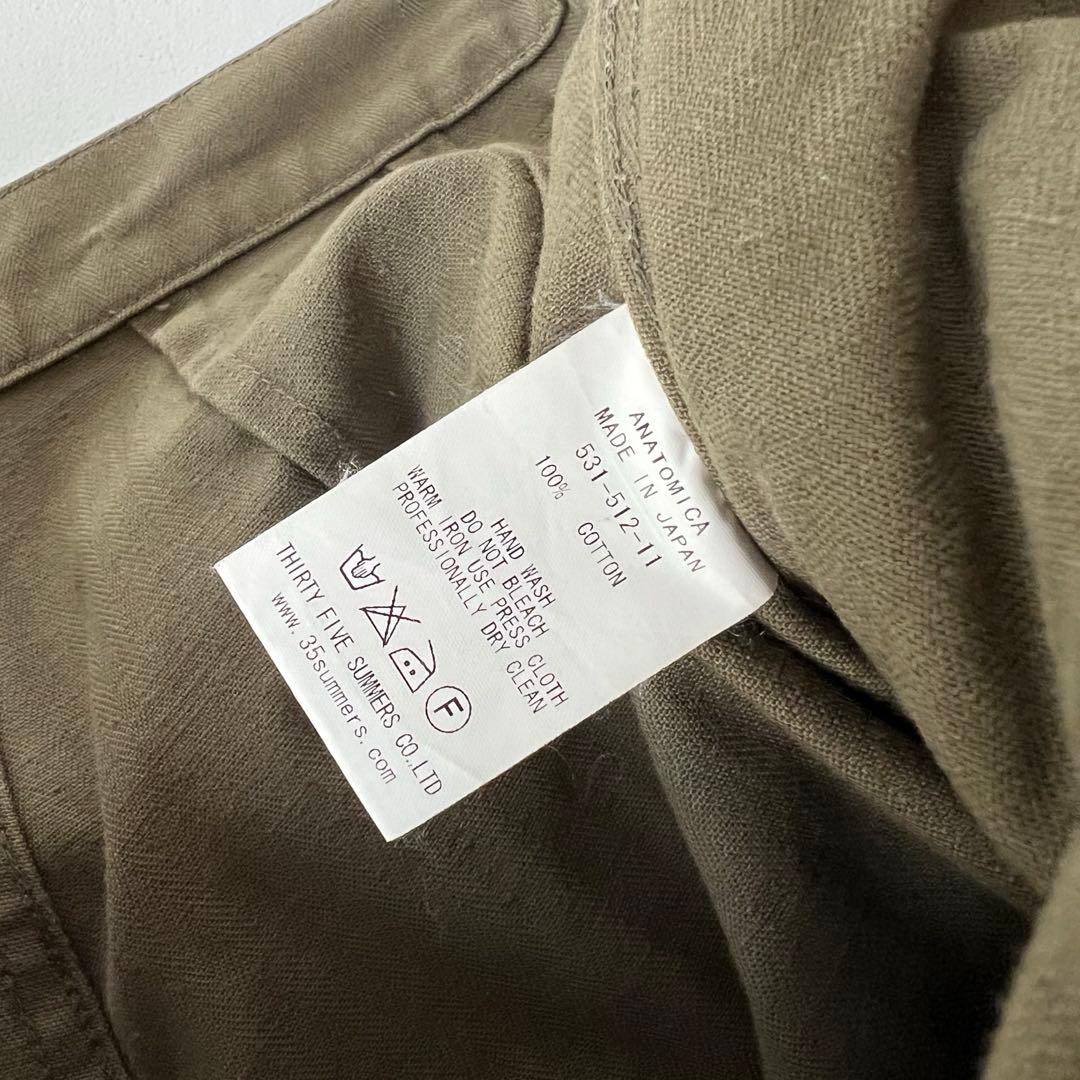 ANATOMICA
MADE IN JAPAN
531-512-11
100% COTTON
HAND WASH
DO NOT BLEACH
WARM IRON USE PRESS CLOTH
PROFESSIONALLY DRY CLEAN
F
THIRTY FIVE SUMMERS CO.,LTD
www.35summers.com